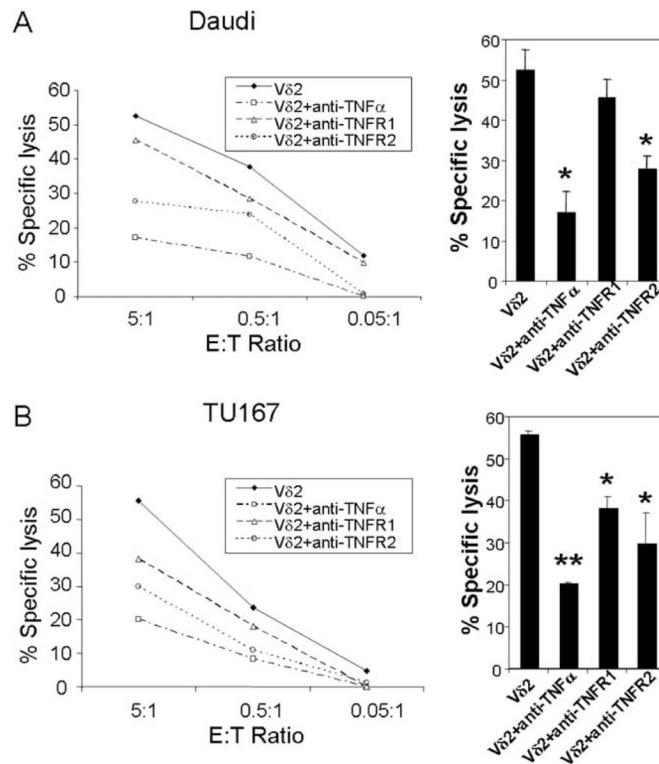 A
Daudi
% Specific lysis
60
50
40
30
20
10
0
Vδ2
Vδ2+anti-TNFα
Vδ2+anti-TNFR1
Vδ2+anti-TNFR2
5:1
0.5:1
0.05:1
E:T Ratio
% Specific lysis
60
50
40
30
20
10
0
*
*
Vδ2
Vδ2+anti-TNFα
Vδ2+anti-TNFR1
Vδ2+anti-TNFR2
B
TU167
% Specific lysis
60
50
40
30
20
10
0
Vδ2
Vδ2+anti-TNFα
Vδ2+anti-TNFR1
Vδ2+anti-TNFR2
5:1
0.5:1
0.05:1
E:T Ratio
% Specific lysis
60
50
40
30
20
10
0
**
*
*
Vδ2
Vδ2+anti-TNFα
Vδ2+anti-TNFR1
Vδ2+anti-TNFR2